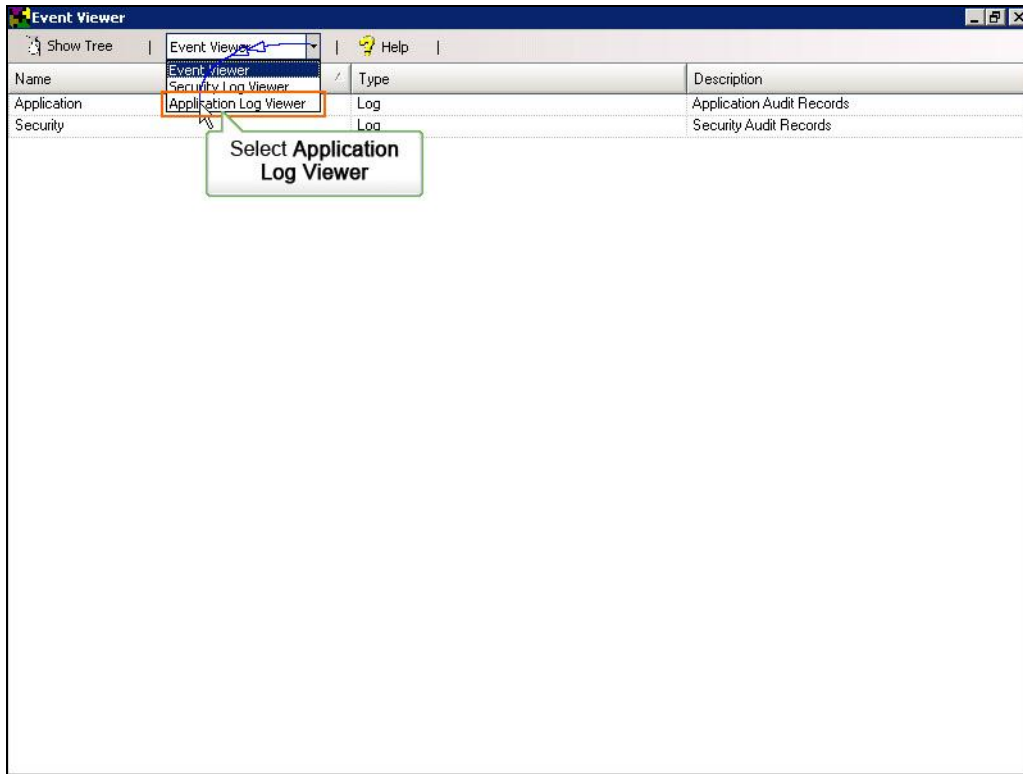 Event Viewer
Show Tree | Event Viewer | Help |
Name Type Description
Event Viewer
Security Log Viewer
Application Log Viewer
Application Log Application Audit Records
Security Log Security Audit Records
Select Application
Log Viewer